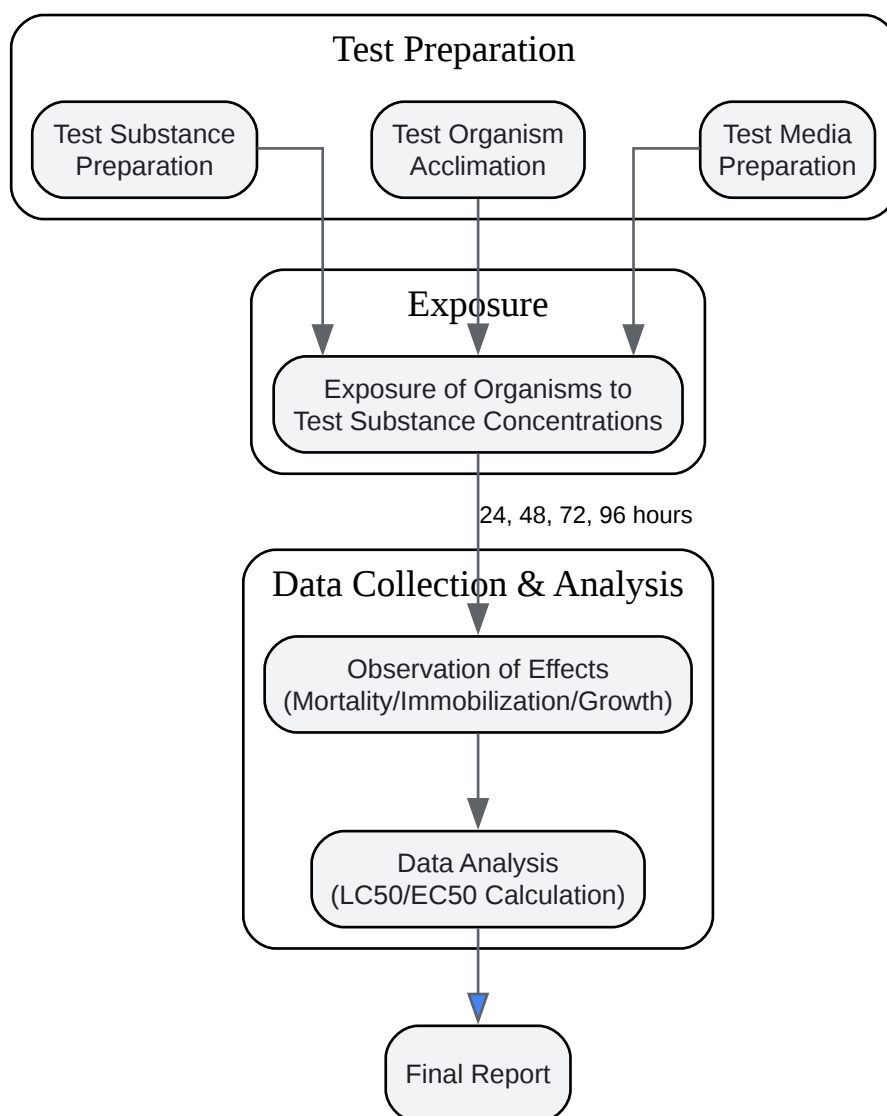 Test Preparation
Test Substance
Preparation
Test Organism
Acclimation
Test Media
Preparation
Exposure
Exposure of Organisms to
Test Substance Concentrations
24, 48, 72, 96 hours
Data Collection & Analysis
Observation of Effects
(Mortality/Immobilization/Growth)
Data Analysis
(LC50/EC50 Calculation)
Final Report